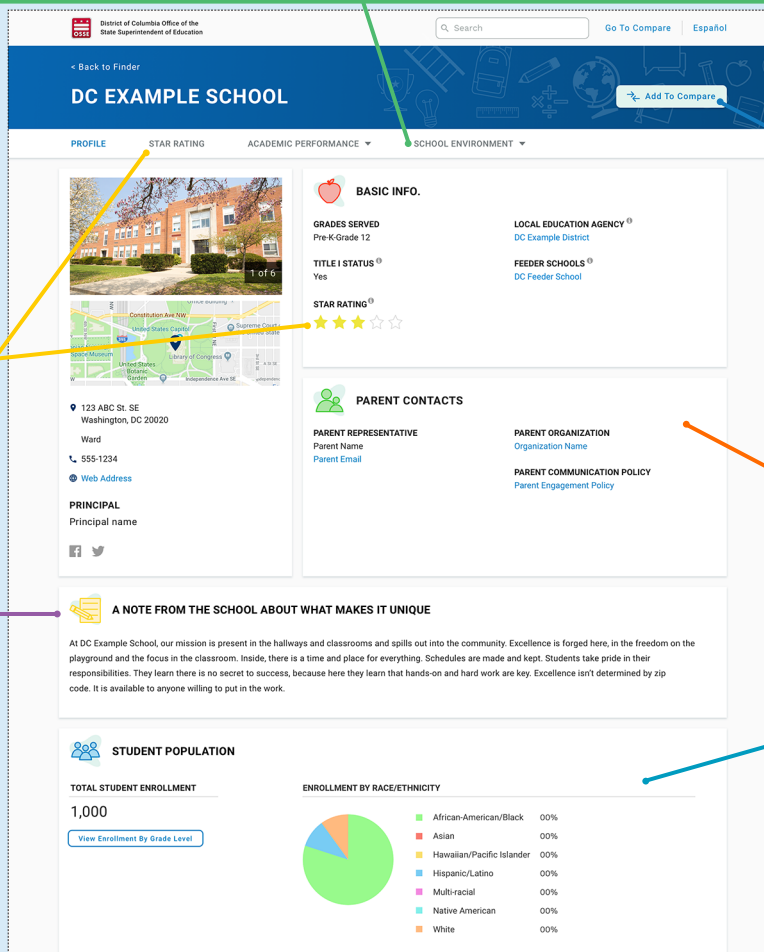 District of Columbia Office of the
State Superintendent of Education
OSSE
Search
Go To Compare
Español
< Back to Finder
DC EXAMPLE SCHOOL
Add To Compare
PROFILE
STAR RATING
ACADEMIC PERFORMANCE
SCHOOL ENVIRONMENT
1 of 6
Constitution Ave NW
United States Capitol
Supreme Court
Space Museum
Library of Congress
United States
Botanic
Garden
Independence Ave SE
123 ABC St. SE
Washington, DC 20020
Ward
555-1234
Web Address
PRINCIPAL
Principal name
BASIC INFO.
GRADES SERVED
Pre-K-Grade 12
LOCAL EDUCATION AGENCY
DC Example District
TITLE I STATUS
Yes
FEEDER SCHOOLS
DC Feeder School
STAR RATING
PARENT CONTACTS
PARENT REPRESENTATIVE
Parent Name
Parent Email
PARENT ORGANIZATION
Organization Name
PARENT COMMUNICATION POLICY
Parent Engagement Policy
A NOTE FROM THE SCHOOL ABOUT WHAT MAKES IT UNIQUE
At DC Example School, our mission is present in the hallways and classrooms and spills out into the community. Excellence is forged here, in the freedom on the
playground and the focus in the classroom. Inside, there is a time and place for everything. Schedules are made and kept. Students take pride in their
responsibilities. They learn there is no secret to success, because here they learn that hands-on and hard work are key. Excellence isn't determined by zip
code. It is available to anyone willing to put in the work.
STUDENT POPULATION
TOTAL STUDENT ENROLLMENT
1,000
View Enrollment By Grade Level
ENROLLMENT BY RACE/ETHNICITY
African-American/Black 00%
Asian 00%
Hawaiian/Pacific Islander 00%
Hispanic/Latino 00%
Multi-racial 00%
Native American 00%
White 00%